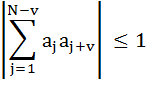 |∑_{j=1}^{N-v} a_j a_{j+v}| ≤ 1